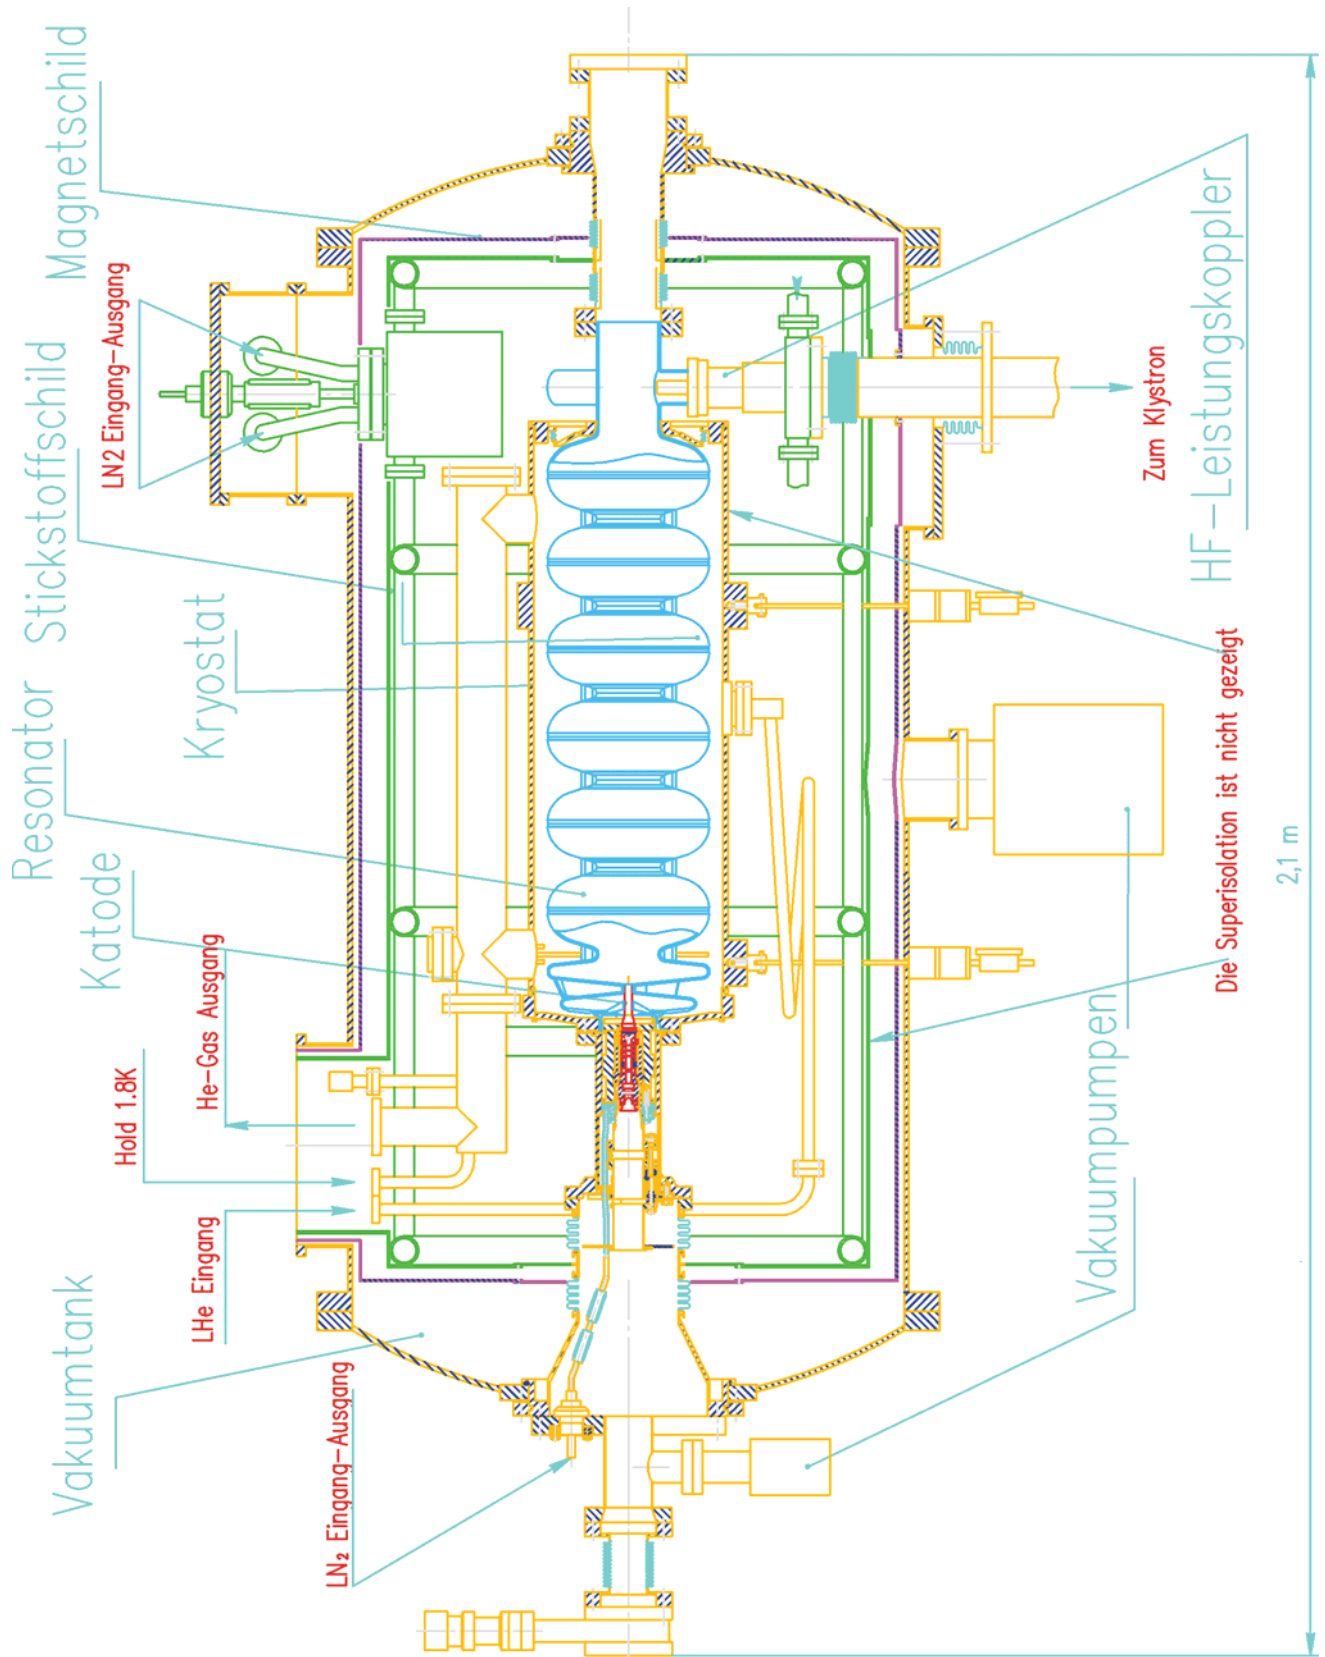 Magnetschild
LN2 Eingang-Ausgang
Stickstoffschild
Kryostat
Resonator
Katode
He-Gas Ausgang
Hold 1.8K
LHe Eingang
Vakuumtank
LN₂ Eingang-Ausgang
Zum Klystron
HF-Leistungskoppler
Die Superisolation ist nicht gezeigt
Vakuumpumpen
2,1 m